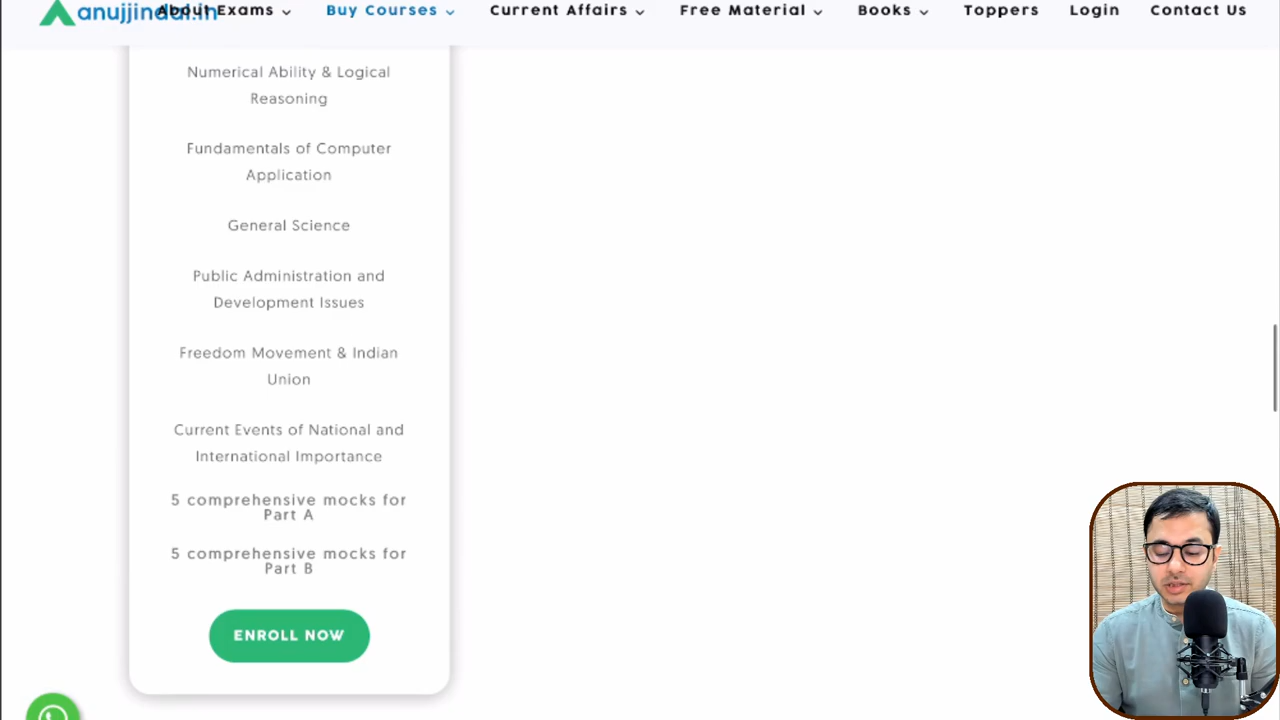 anujjindal.in
About Exams
Buy Courses
Current Affairs
Free Material
Books
Toppers
Login
Contact Us
Numerical Ability & Logical
Reasoning
Fundamentals of Computer
Application
General Science
Public Administration and
Development Issues
Freedom Movement & Indian
Union
Current Events of National and
International Importance
5 comprehensive mocks for
Part A
5 comprehensive mocks for
Part B
ENROLL NOW